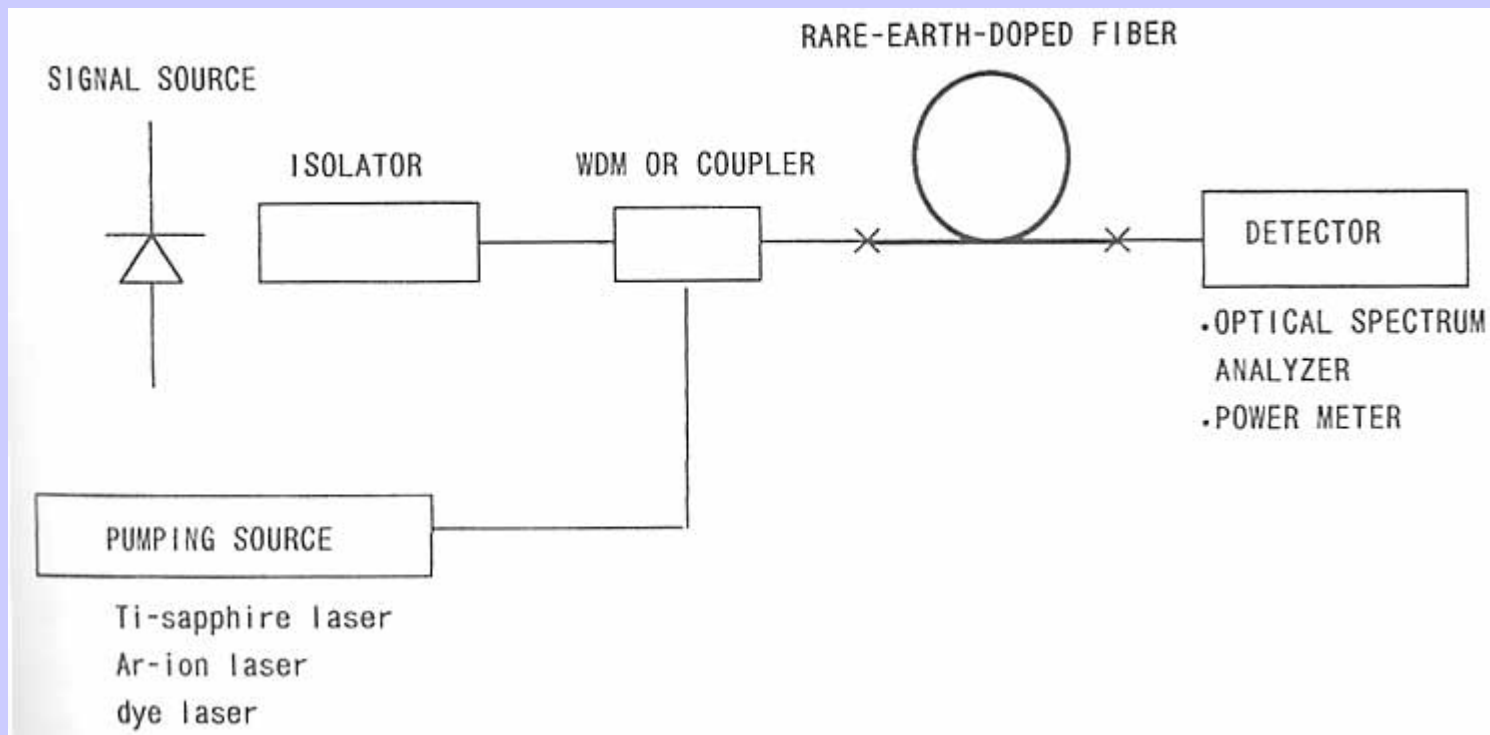 RARE-EARTH-DOPED FIBER
SIGNAL SOURCE
ISOLATOR
WDM OR COUPLER
DETECTOR
•OPTICAL SPECTRUM
ANALYZER
•POWER METER
PUMPING SOURCE
Ti-sapphire laser
Ar-ion laser
dye laser